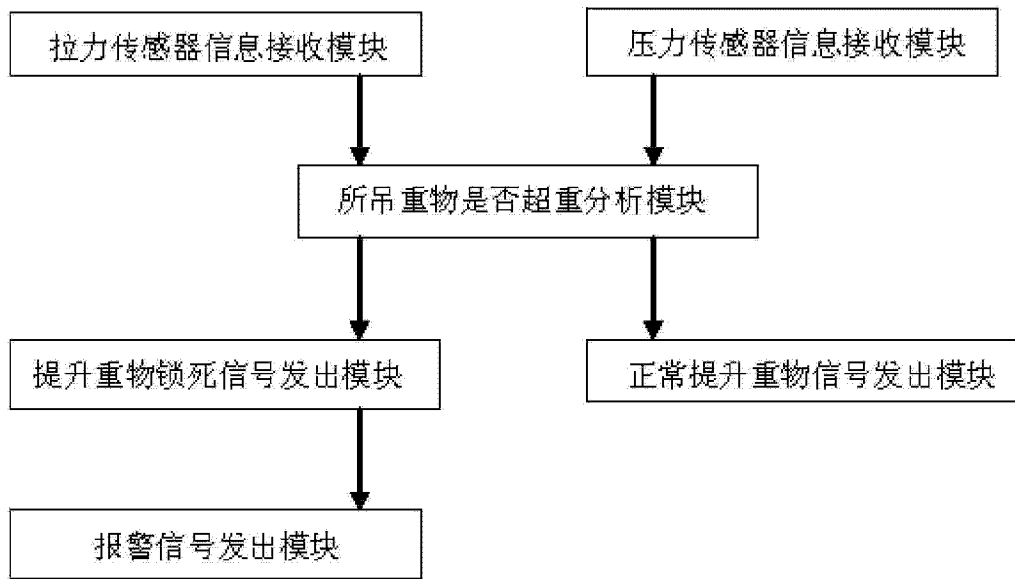 拉力传感器信息接收模块
压力传感器信息接收模块
所吊重物是否超重分析模块
提升重物锁死信号发出模块
正常提升重物信号发出模块
报警信号发出模块